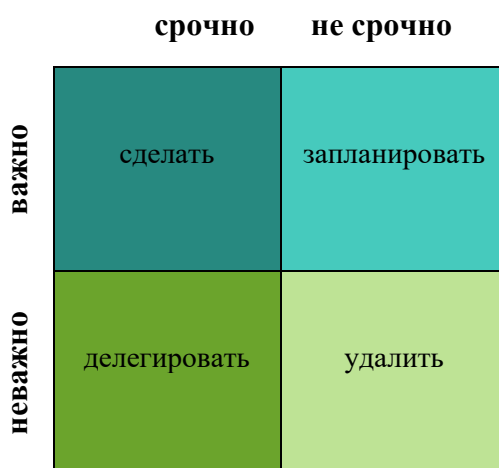 срочно не срочно
важно
сделать запланировать
неважно
делегировать удалить